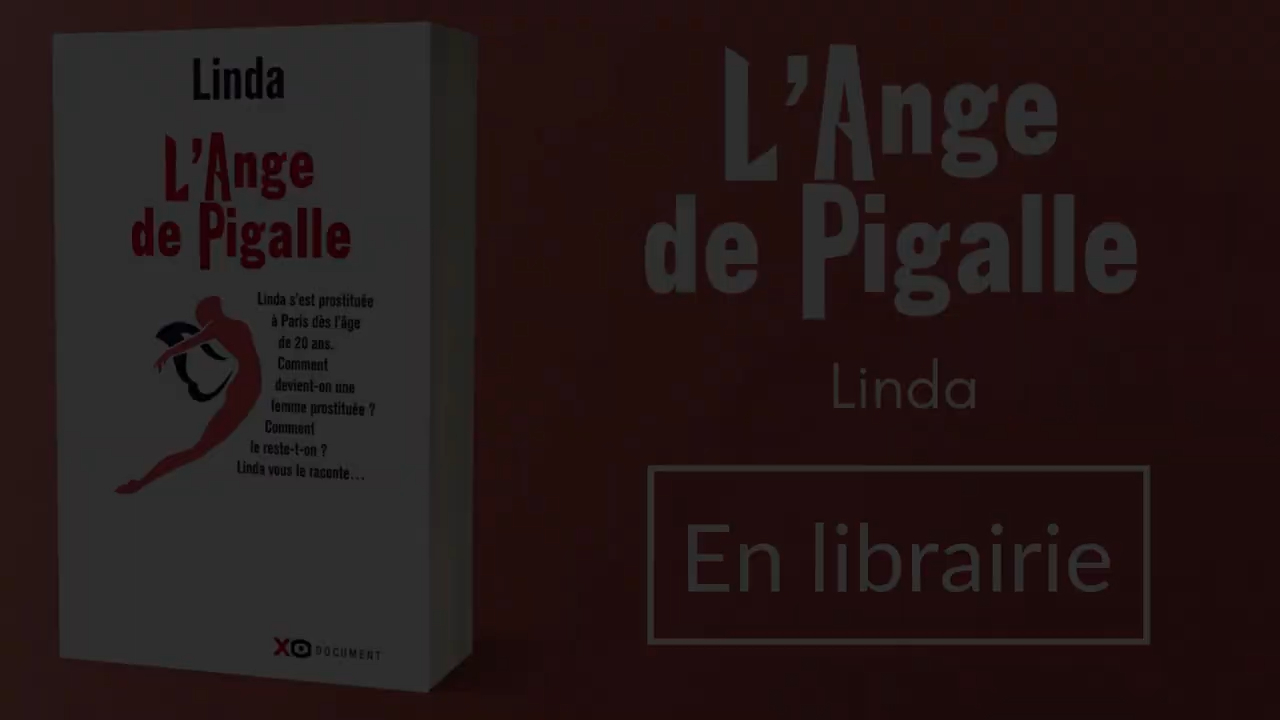 Linda
L'Ange
de Pigalle
Linda s'est prostituée
à Paris dès l'âge
de 20 ans.
Comment
devient-on une
femme prostituée ?
Comment
le reste-t-on ?
Linda vous le raconte...
XO DOCUMENT
L'Ange
de Pigalle
Linda
En librairie